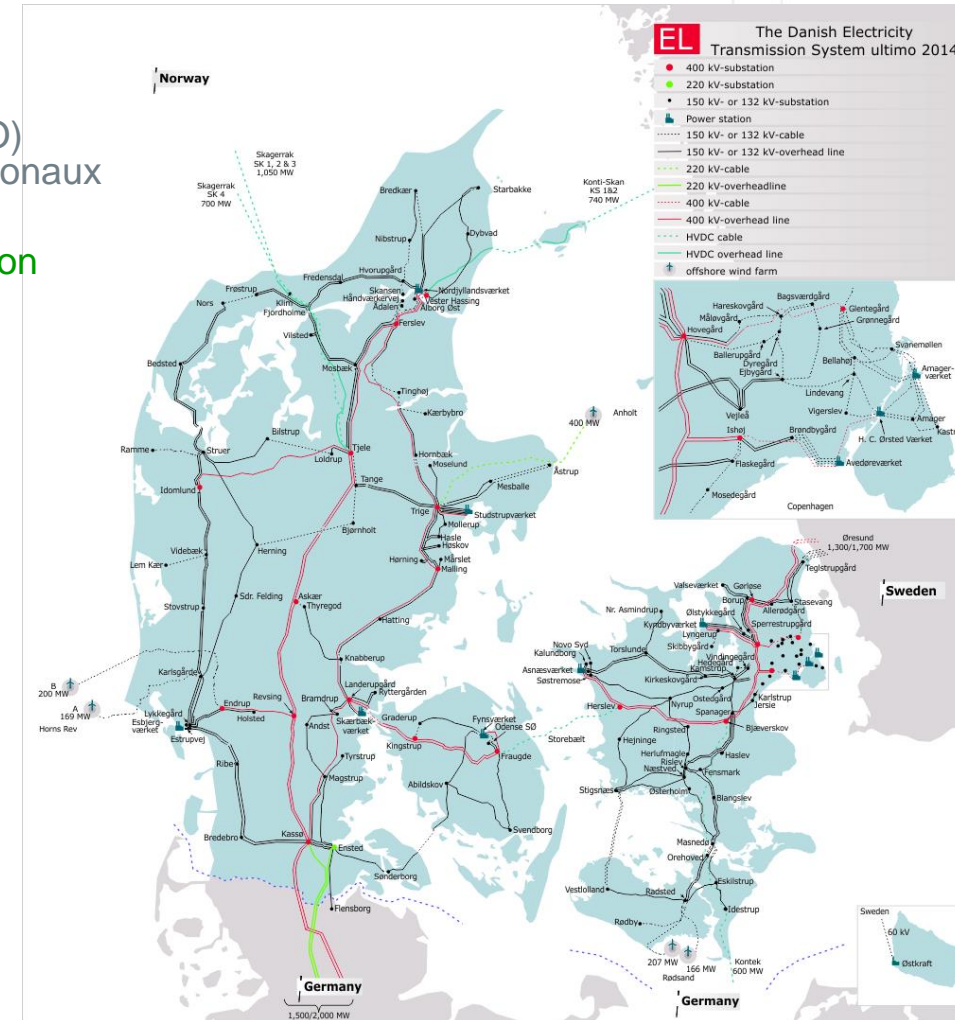 D)
onaux
on
EL
The Danish Electricity
Transmission System ultimo 2014
400 kV-substation
220 kV-substation
150 kV- or 132 kV-substation
Power station
150 kV- or 132 kV-cable
150 kV- or 132 kV-overhead line
220 kV-cable
220 kV-overheadline
400 kV-cable
400 kV-overhead line
HVDC cable
HVDC overhead line
offshore wind farm
Norway
Skagerrak
SK 1, 2 & 3
1,050 MW
Skagerrak
SK 4
700 MW
Konti-Skan
KS 1&2
740 MW
Bredkær
Starbakke
Nibstrup
Dybvad
Hvorupgård
Fredensdal
Skansen
Håndværkervej
Ådalen
Nordjyllandsværket
Vester Hassing
Ålborg Øst
Frøstrup
Nors
Klim
Fjordholme
Ferslev
Vilsted
Mosbæk
Bedsted
Tinghøj
Kærbybro
Anholt
400 MW
Bilstrup
Ramme
Struer
Loldrup
Tjele
Hornbæk
Moselund
Åstrup
Idomlund
Tange
Mesballe
Trige
Studstrupværket
Bjørnholt
Mollerup
Hasle
Høskov
Videbæk
Herning
Hørning
Mårslet
Malling
Lem Kær
Sdr. Felding
Askær
Thyregod
Stovstrup
Hatting
Knabberup
Karlsgårde
B
200 MW
A
169 MW
Horns Rev
Landerupgård
Ryttergården
Revsing
Bramdrup
Endrup
Holsted
Lykkegård
Esbjerg-
værket
Estrupvej
Andst
Skærbæk-
værket
Graderup
Fynsværket
Odense SØ
Kingstrup
Fraugde
Storebælt
Ribe
Tyrstrup
Magstrup
Abildskov
Svendborg
Bredebro
Kassø
Ensted
Sønderborg
Flensborg
Germany
1,500/2,000 MW
Hareskovgård
Bagsværdgård
Glentegård
Måløvgård
Grønnegård
Hovegård
Svanemøllen
Ballerupgård
Dyregård
Ejbygård
Bellahøj
Amager-
værket
Lindevang
Vejleå
Vigerslev
Amager
Ishøj
Brøndbygård
H. C. Ørsted Værket
Kastr
Flaskegård
Avedøreværket
Mosedegård
Copenhagen
Øresund
1,300/1,700 MW
Teglstrupgård
Sweden
Valseværket
Gørløse
Borup
Stasevang
Allerødgård
Nr. Asmindrup
Ølstykkegård
Kyndbyværket
Lyngerup
Sperrestrupgård
Novo Syd
Kalundborg
Torslunde
Skibbygård
Vindingegård
Hedegård
Kamstrup
Asnæsværket
Søstremose
Kirkeskovgård
Ostedgård
Karlstrup
Jersie
Herslev
Nyrup
Spanager
Ringsted
Bjæverskov
Hejninge
Herlufmagle
Rislev
Næstved
Haslev
Fensmark
Stigsnæs
Østerholm
Blangslev
Masnedø
Orehoved
Vestlolland
Radsted
Eskilstrup
Rødby
Idestrup
207 MW
166 MW
Rødsand
Kontek
600 MW
Germany
Sweden
60 kV
Østkraft